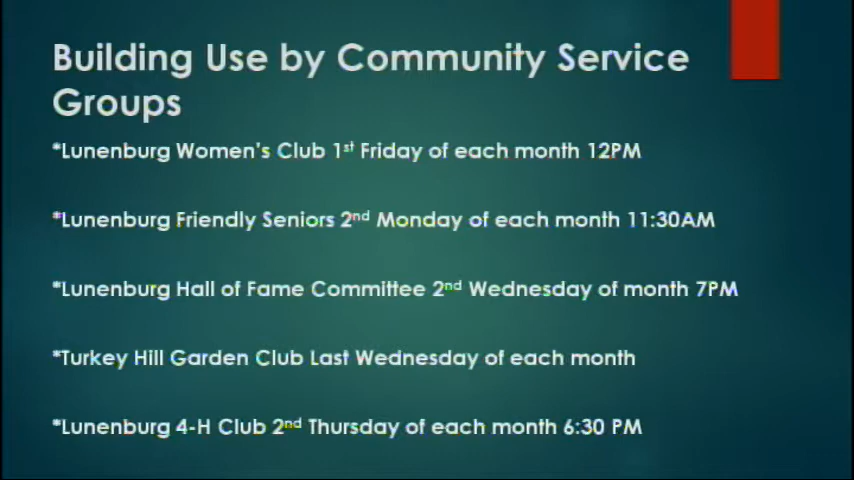 Building Use by Community Service
Groups
*Lunenburg Women's Club 1st Friday of each month 12PM
*Lunenburg Friendly Seniors 2nd Monday of each month 11:30AM
*Lunenburg Hall of Fame Committee 2nd Wednesday of month 7PM
*Turkey Hill Garden Club Last Wednesday of each month
*Lunenburg 4-H Club 2nd Thursday of each month 6:30 PM